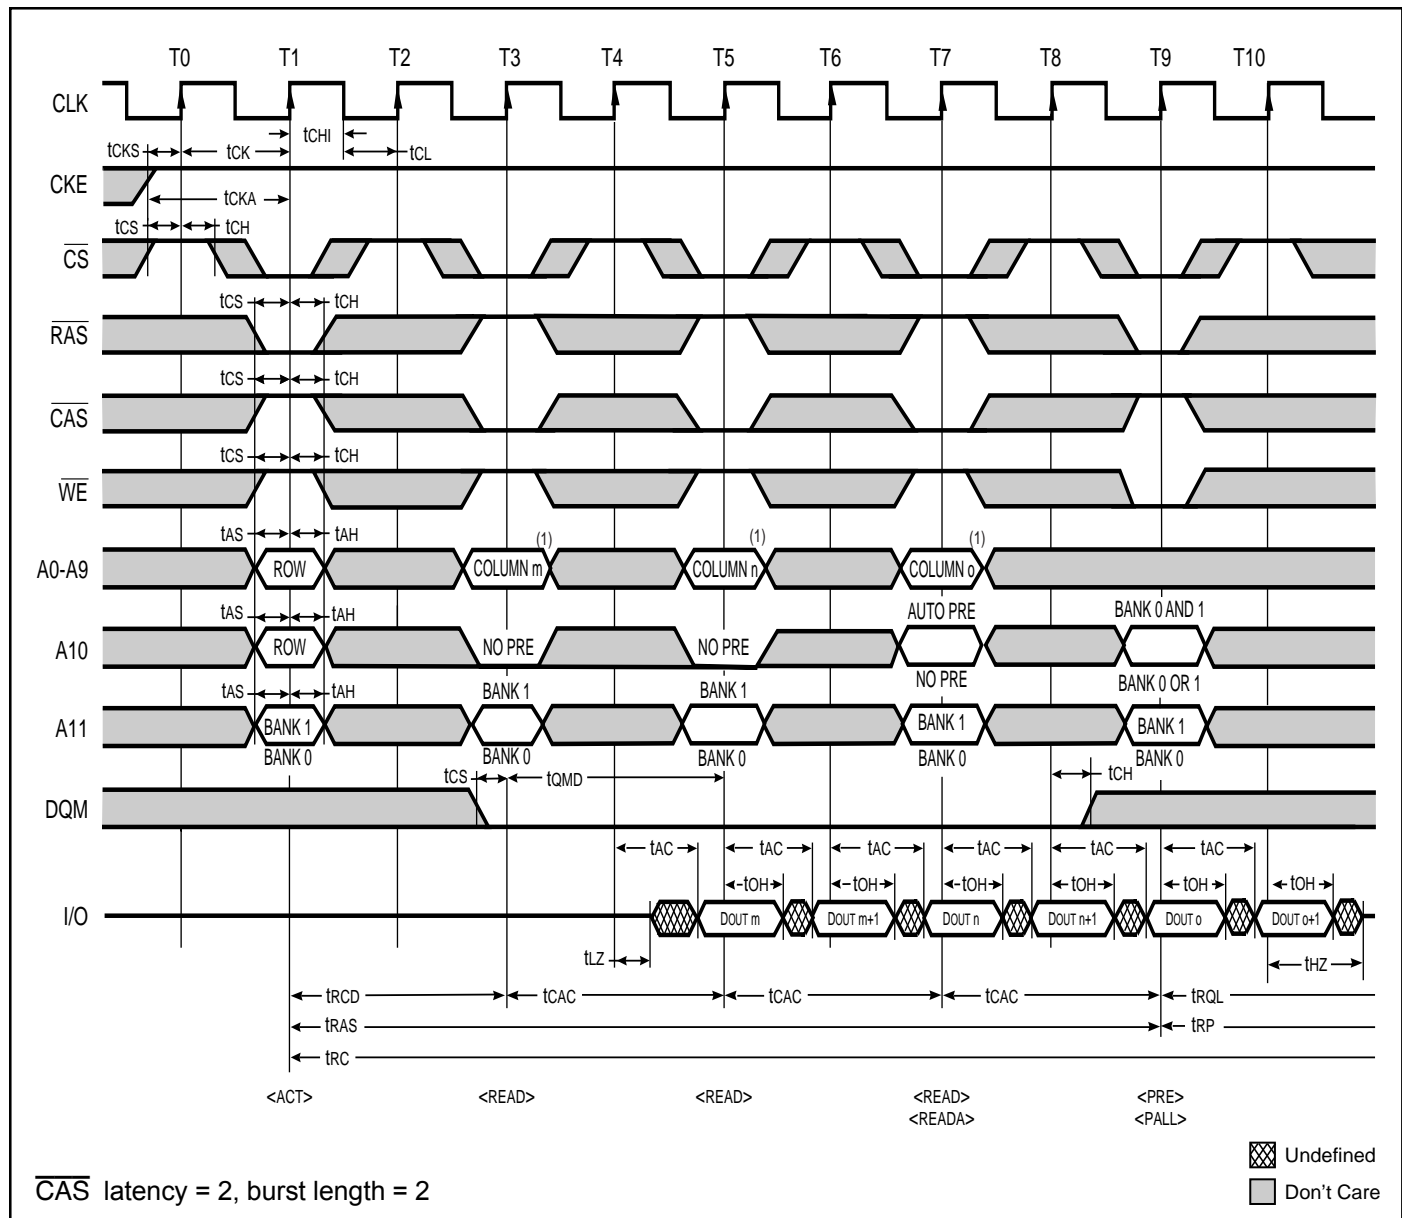 T0 T1 T2 T3 T4 T5 T6 T7 T8 T9 T10
CLK
tCHI
tCKS tCK tCL
CKE
tCKA
tCS tCH
CS
tCS tCH
RAS
tCS tCH
CAS
tCS tCH
WE
tAS tAH (1) (1) (1)
A0-A9 ROW COLUMN m COLUMN n COLUMN o
tAS tAH AUTO PRE BANK 0 AND 1
A10 ROW NO PRE NO PRE
NO PRE BANK 0 OR 1
tAS tAH BANK 1 BANK 1
A11 BANK 1 BANK 1 BANK 1
BANK 0 BANK 0 BANK 0 BANK 0 BANK 0
tCS tQMD tCH
DQM
tAC tAC tAC tAC tAC tAC
tOH tOH tOH tOH tOH tOH
I/O DOUT m DOUT m+1 DOUT n DOUT n+1 DOUT o DOUT o+1
tLZ tHZ
tRCD tCAC tCAC tCAC tRQL
tRAS tRP
tRC
<ACT> <READ> <READ> <READ> <PRE>
<READA> <PALL>
Undefined
Don't Care
CAS latency = 2, burst length = 2